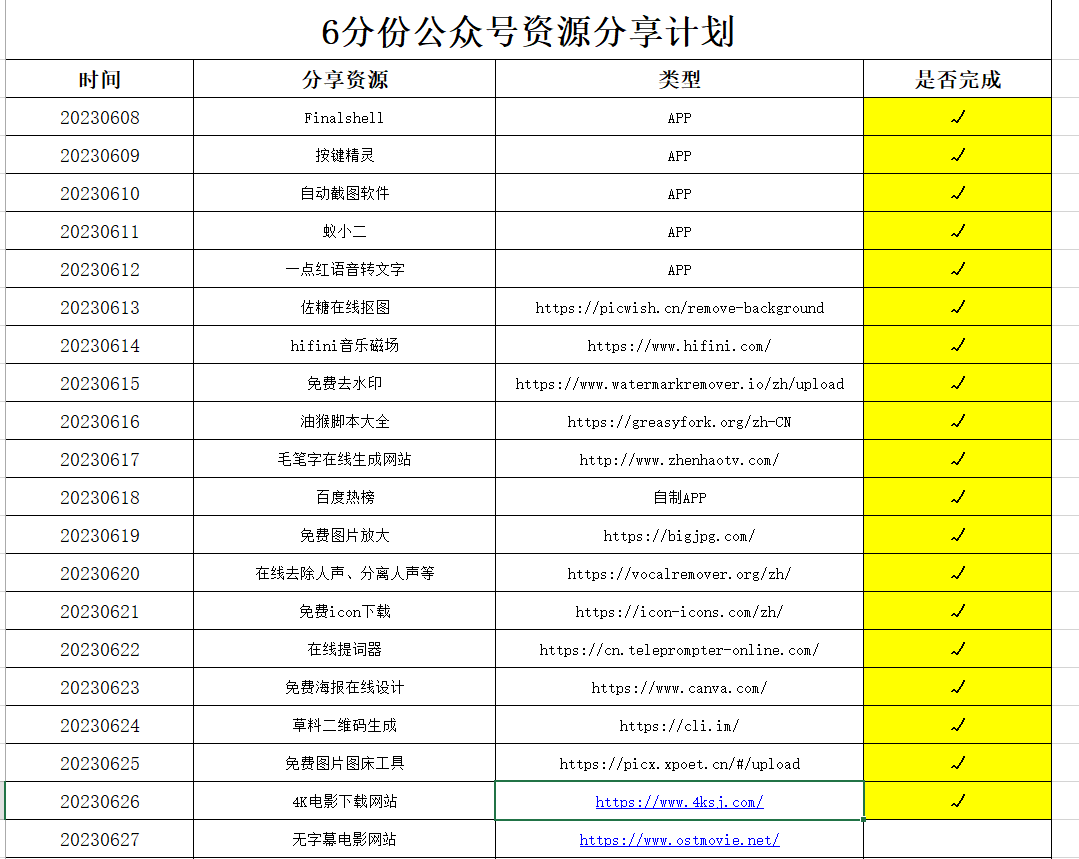 6分份公众号资源分享计划
时间 分享资源 类型 是否完成
20230608 Finalshell APP ✓
20230609 按键精灵 APP ✓
20230610 自动截图软件 APP ✓
20230611 蚁小二 APP ✓
20230612 一点红语音转文字 APP ✓
20230613 佐糖在线抠图 https://picwish.cn/remove-background ✓
20230614 hifini音乐磁场 https://www.hifini.com/ ✓
20230615 免费去水印 https://www.watermarkremover.io/zh/upload ✓
20230616 油猴脚本大全 https://greasyfork.org/zh-CN ✓
20230617 毛笔字在线生成网站 http://www.zhenhaotv.com/ ✓
20230618 百度热榜 自制APP ✓
20230619 免费图片放大 https://bigjpg.com/ ✓
20230620 在线去除人声、分离人声等 https://vocalremover.org/zh/ ✓
20230621 免费icon下载 https://icon-icons.com/zh/ ✓
20230622 在线提词器 https://cn.teleprompter-online.com/ ✓
20230623 免费海报在线设计 https://www.canva.com/ ✓
20230624 草料二维码生成 https://cli.im/ ✓
20230625 免费图片图床工具 https://picx.xpoet.cn/#/upload ✓
20230626 4K电影下载网站 https://www.4ksj.com/ ✓
20230627 无字幕电影网站 https://www.ostmovie.net/